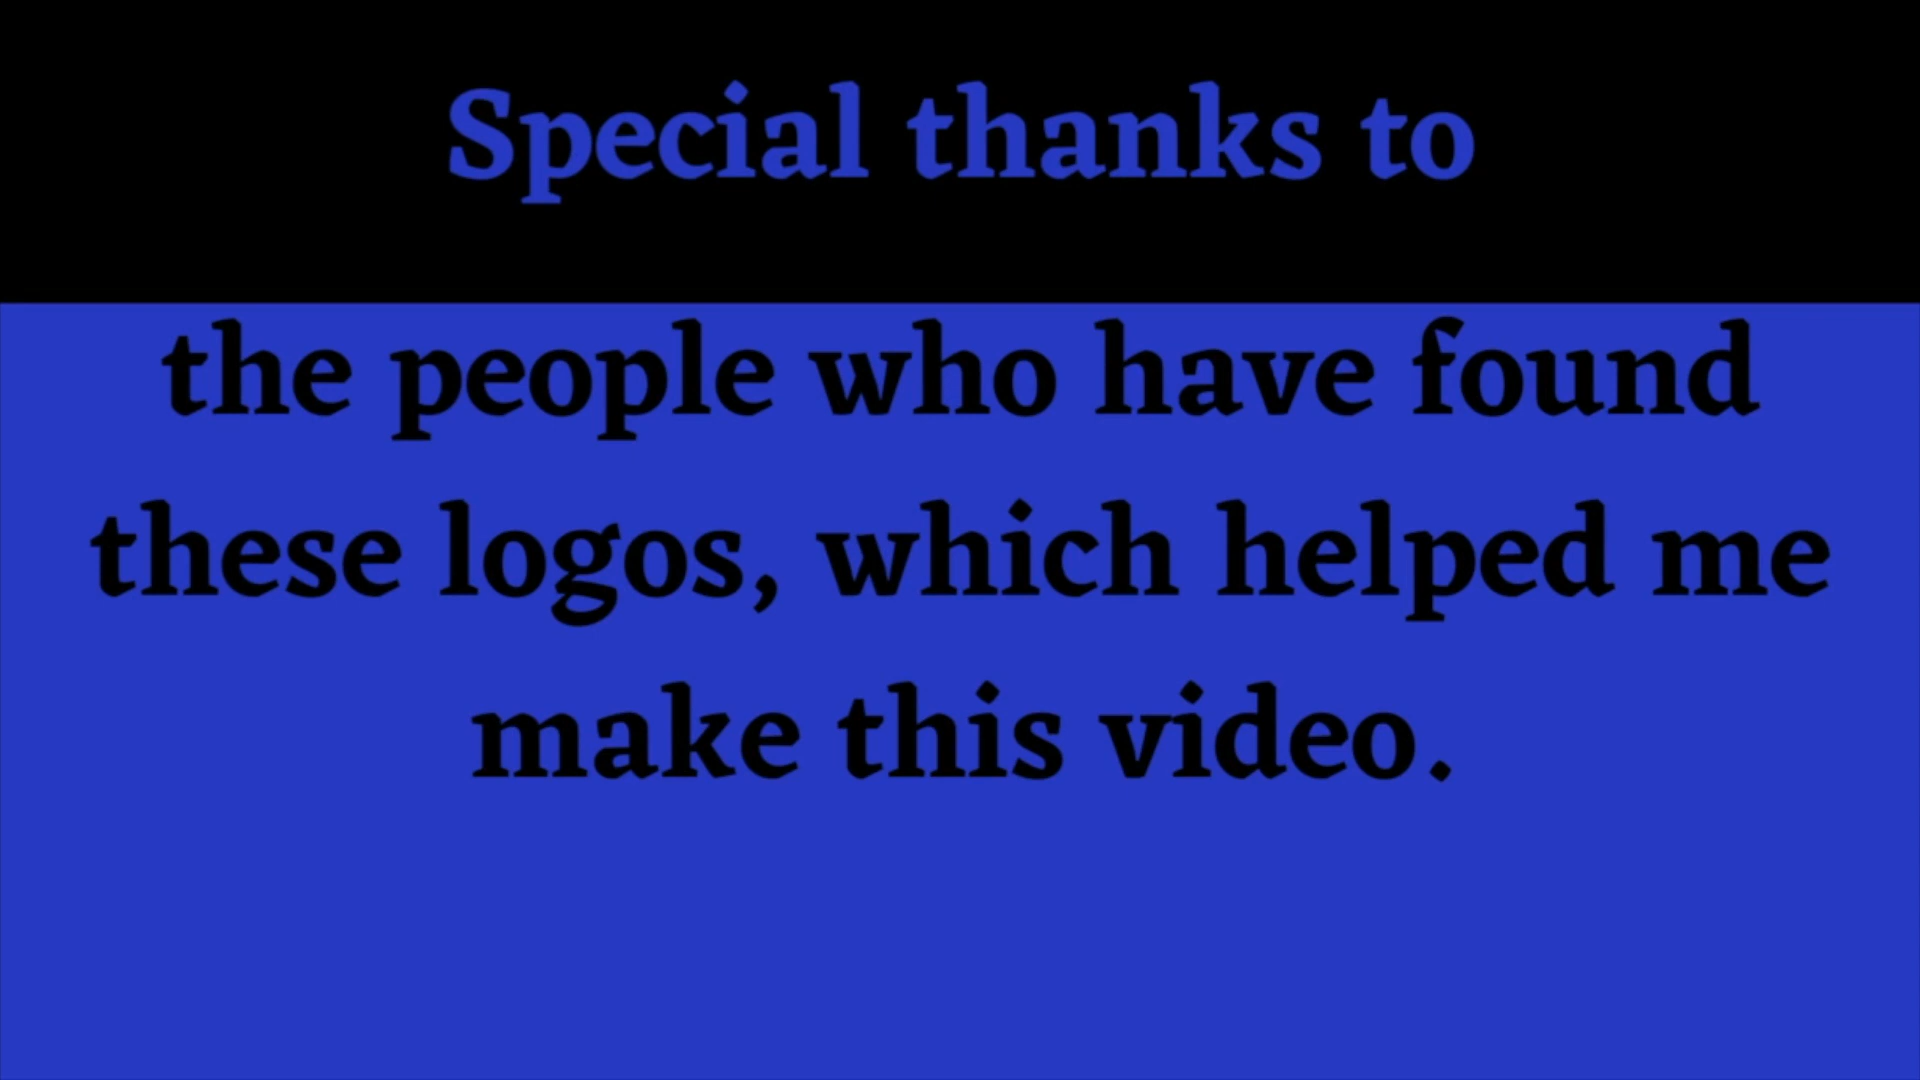 Special thanks to
the people who have found
these logos, which helped me
make this video.